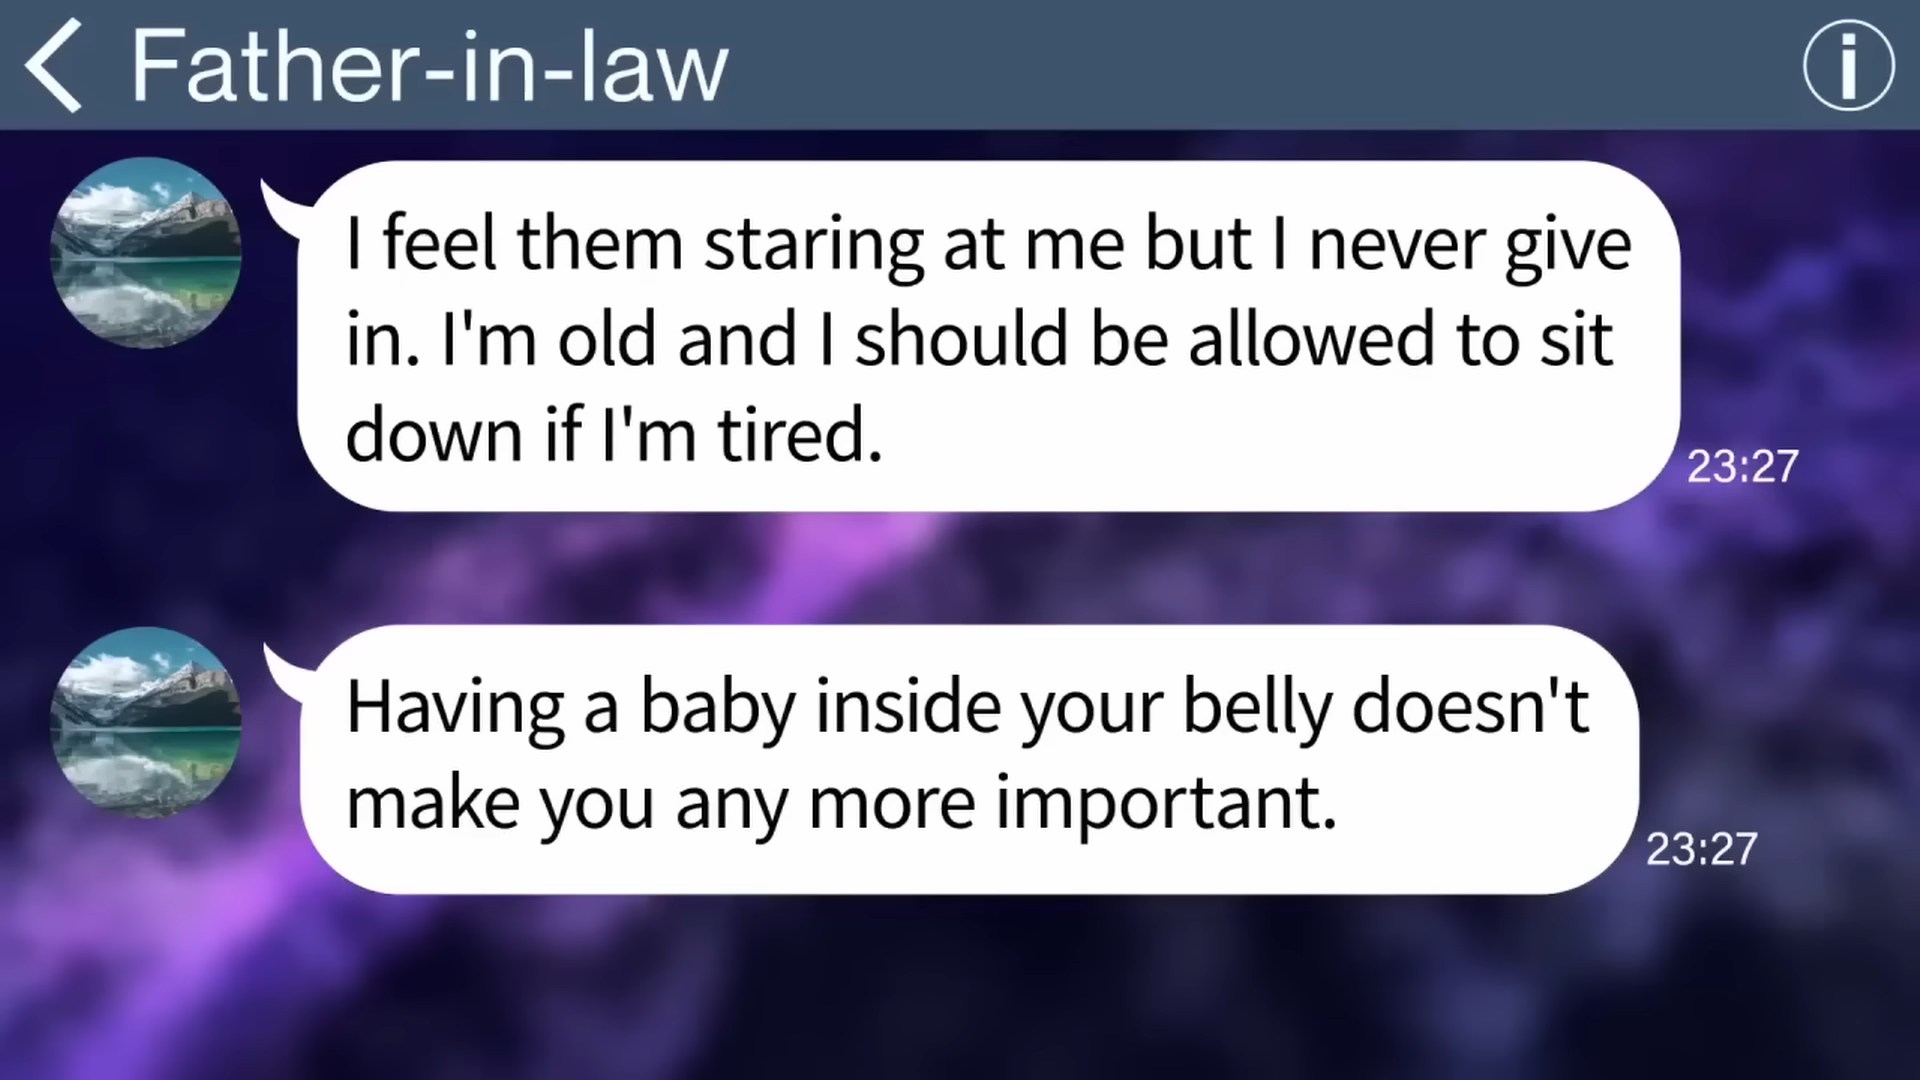 Father-in-law
I feel them staring at me but I never give
in. I'm old and I should be allowed to sit
down if I'm tired.
23:27
Having a baby inside your belly doesn't
make you any more important.
23:27